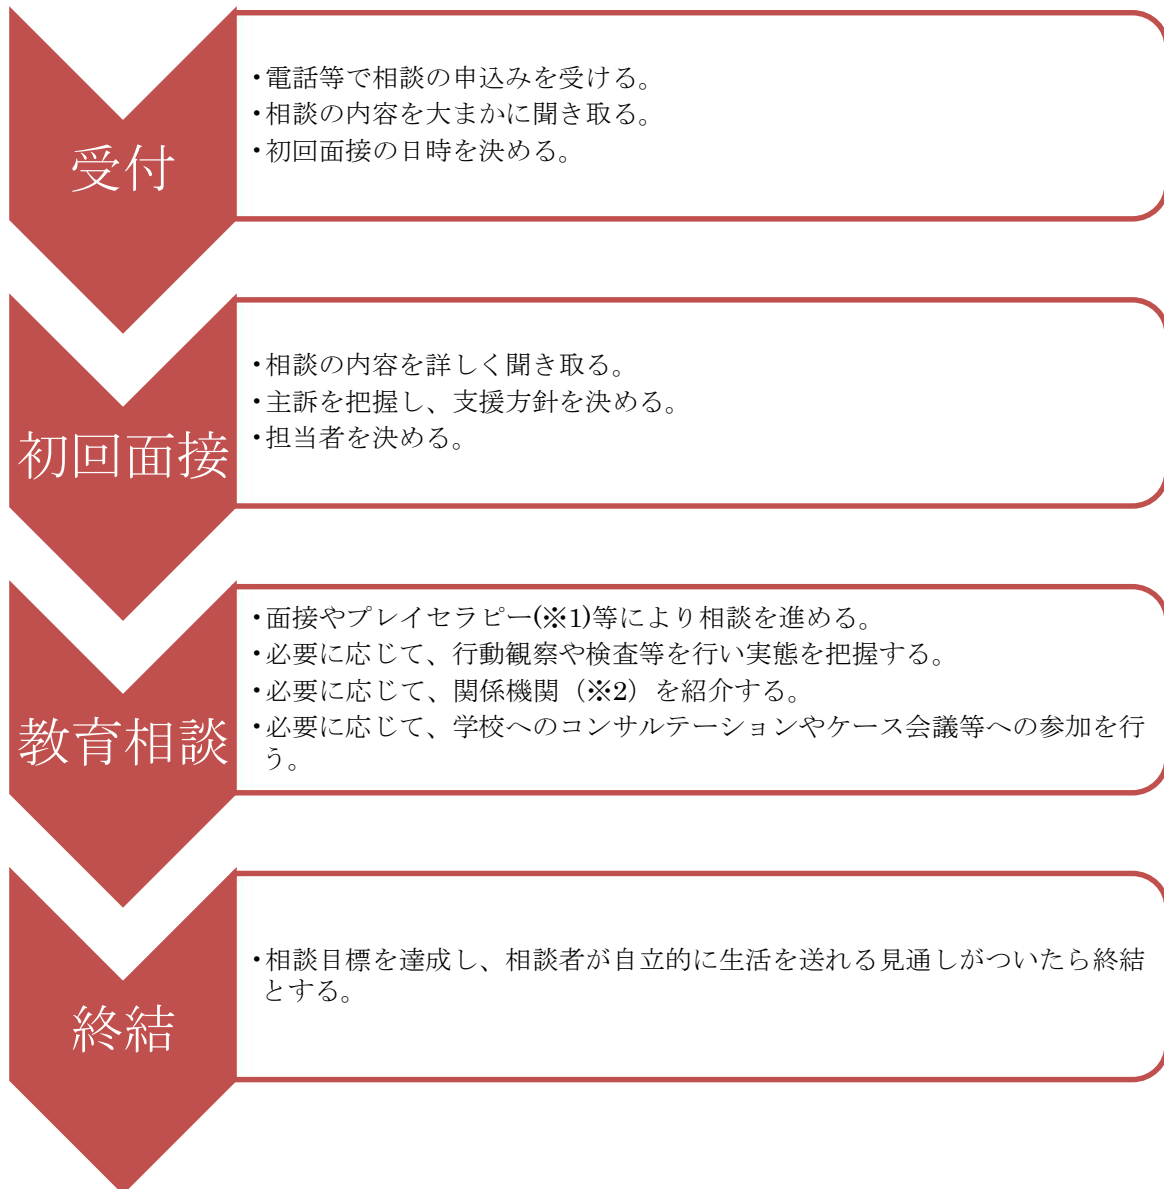 受付
・電話等で相談の申込みを受ける。
・相談の内容を大まかに聞き取る。
・初回面接の日時を決める。
初回面接
・相談の内容を詳しく聞き取る。
・主訴を把握し、支援方針を決める。
・担当者を決める。
教育相談
・面接やプレイセラピー(※1)等により相談を進める。
・必要に応じて、行動観察や検査等を行い実態を把握する。
・必要に応じて、関係機関（※2）を紹介する。
・必要に応じて、学校へのコンサルテーションやケース会議等への参加を行
う。
終結
・相談目標を達成し、相談者が自立的に生活を送れる見通しがついたら終結
とする。